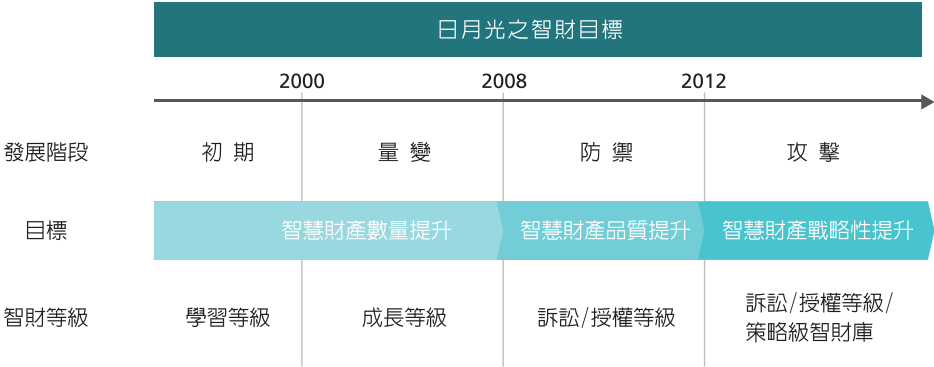 日月光之智財目標
2000 2008 2012
發展階段 初 期 量 變 防 禦 攻 擊
目標 智慧財產數量提升 智慧財產品質提升 智慧財產戰略性提升
智財等級 學習等級 成長等級 訴訟/授權等級 訴訟/授權等級/
策略級智財庫